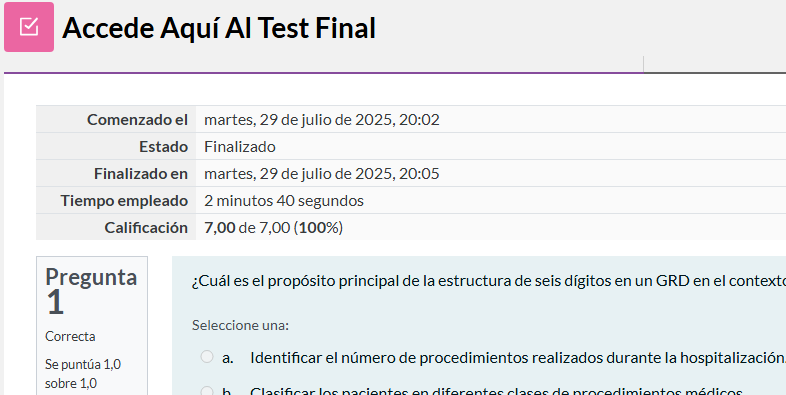 Accede Aquí Al Test Final
Comenzado el martes, 29 de julio de 2025, 20:02
Estado Finalizado
Finalizado en martes, 29 de julio de 2025, 20:05
Tiempo empleado 2 minutos 40 segundos
Calificación 7,00 de 7,00 (100%)
Pregunta
1
Correcta
Se puntúa 1,0
sobre 1,0
¿Cuál es el propósito principal de la estructura de seis dígitos en un GRD en el contexto
Seleccione una:
a. Identificar el número de procedimientos realizados durante la hospitalización.
b. Clasificar los pacientes en diferentes clases de procedimientos médicos.